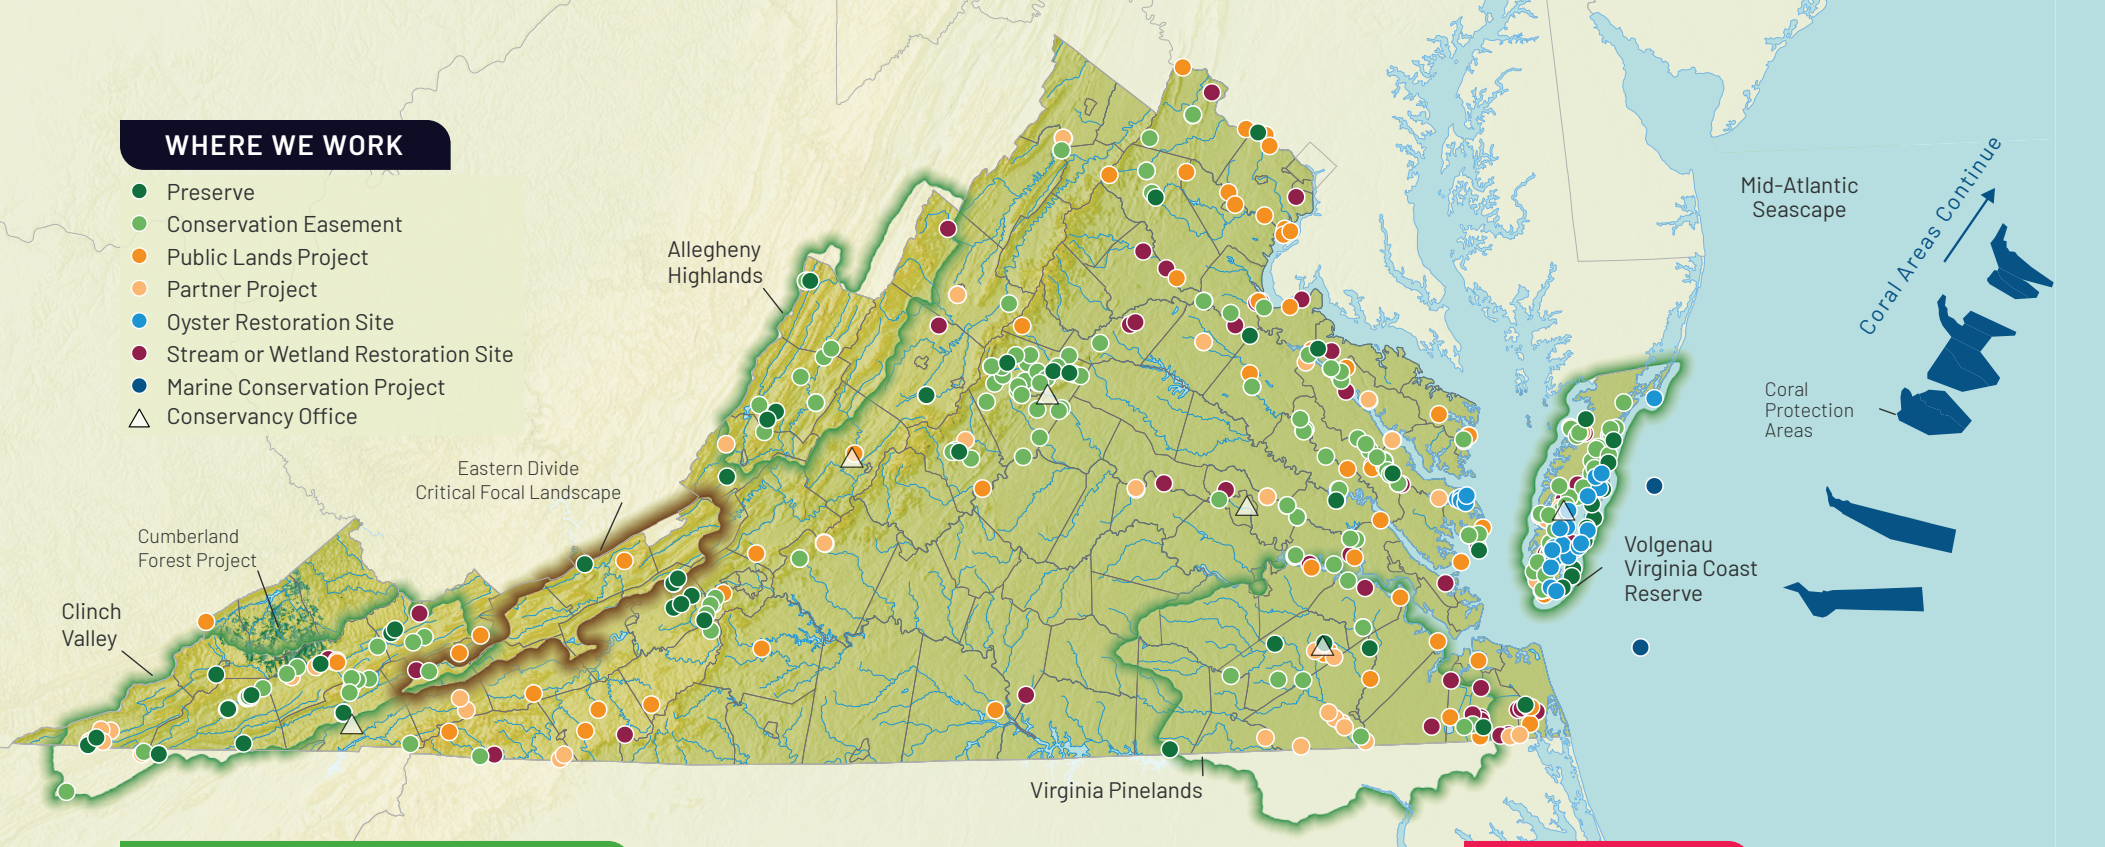 WHERE WE WORK
Preserve
Conservation Easement
Public Lands Project
Partner Project
Oyster Restoration Site
Stream or Wetland Restoration Site
Marine Conservation Project
Conservancy Office
Allegheny
Highlands
Eastern Divide
Critical Focal Landscape
Cumberland
Forest Project
Clinch
Valley
Virginia Pinelands
Volgenau
Virginia Coast
Reserve
Mid-Atlantic
Seascape
Coral Areas Continue
Coral
Protection
Areas